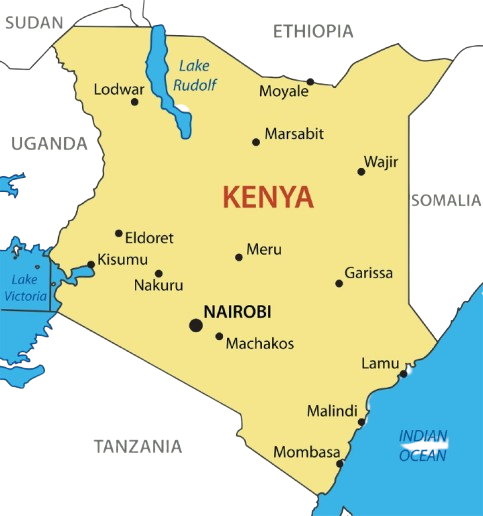 SUDAN
ETHIOPIA
Lake
Rudolf
Lodwar
Moyale
Marsabit
UGANDA
Wajir
KENYA
SOMALIA
Eldoret
Meru
Kisumu
Nakuru
Garissa
Lake
Victoria
NAIROBI
Machakos
Lamu
Malindi
INDIAN
OCEAN
TANZANIA
Mombasa